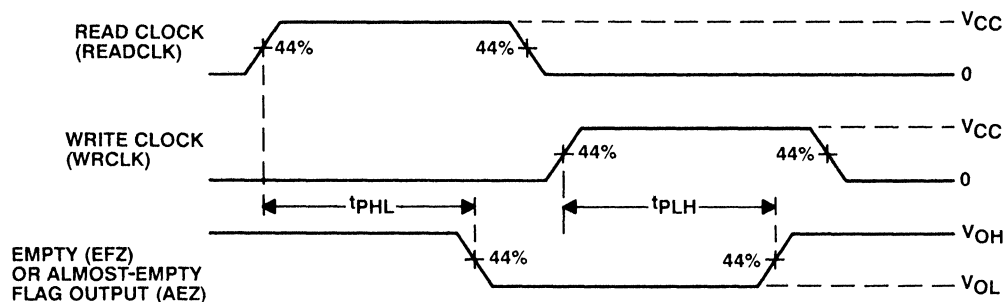 READ CLOCK
(READCLK)
44%
44%
VCC
0
WRITE CLOCK
(WRCLK)
44%
44%
VCC
0
tPHL
tPLH
EMPTY (EFZ)
OR ALMOST-EMPTY
FLAG OUTPUT (AEZ)
44%
44%
VOH
VOL